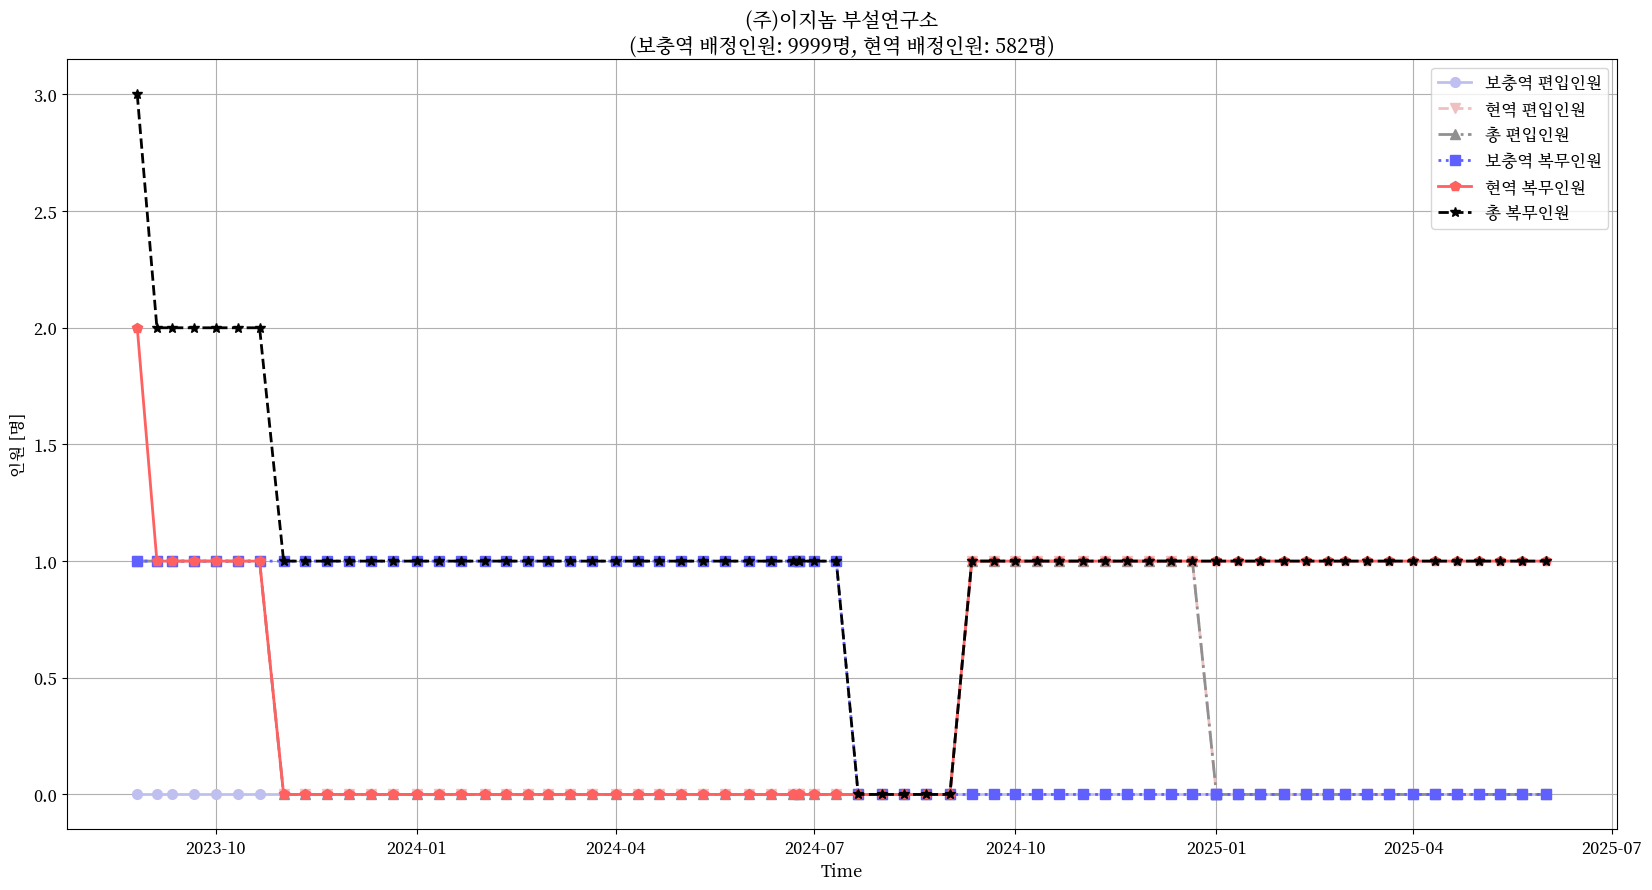 (주)이지놈 부설연구소
(보충역 배정인원: 9999명, 현역 배정인원: 582명)
보충역 편입인원
현역 편입인원
총 편입인원
보충역 복무인원
현역 복무인원
총 복무인원
인원 [명]
3.0
2.5
2.0
1.5
1.0
0.5
0.0
2023-10
2024-01
2024-04
2024-07
2024-10
2025-01
2025-04
2025-07
Time